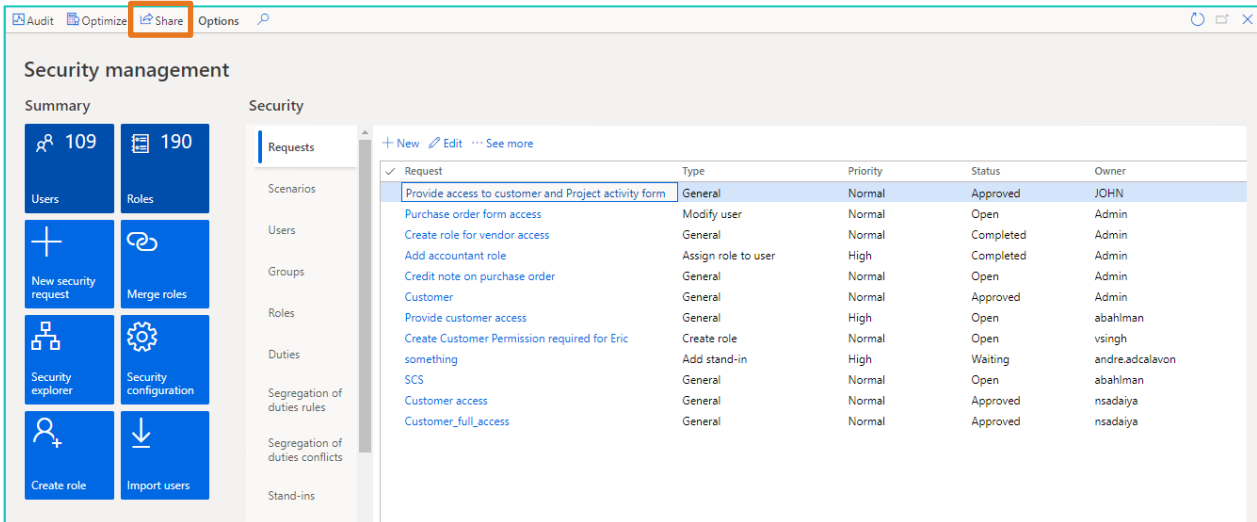 Audit Optimize Share Options
Security management
Summary
109
Users
190
Roles
New security
request
Merge roles
Security
explorer
Security
configuration
Create role
Import users
Security
Requests
Scenarios
Users
Groups
Roles
Duties
Segregation of
duties rules
Segregation of
duties conflicts
Stand-ins
New Edit ··· See more
Request Type Priority Status Owner
Provide access to customer and Project activity form General Normal Approved JOHN
Purchase order form access Modify user Normal Open Admin
Create role for vendor access General Normal Completed Admin
Add accountant role Assign role to user High Completed Admin
Credit note on purchase order General Normal Open Admin
Customer General Normal Approved Admin
Provide customer access General High Open abahlman
Create Customer Permission required for Eric Create role Normal Open vsingh
something Add stand-in High Waiting andre.adcalavon
SCS General Normal Open abahlman
Customer access General Normal Approved nsadaiya
Customer_full_access General Normal Approved nsadaiya